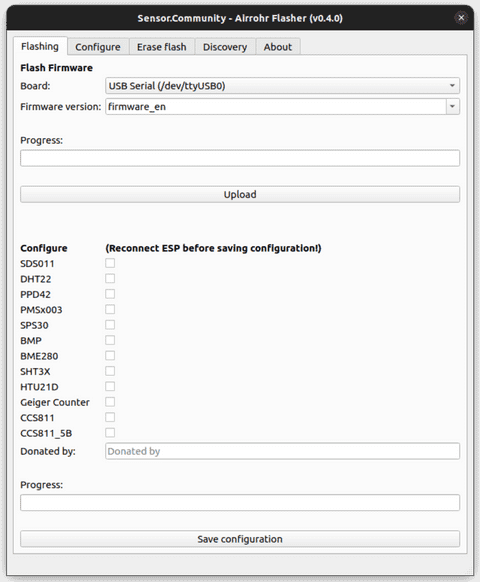 Sensor.Community - Airrohr Flasher (v0.4.0)
Flashing Configure Erase flash Discovery About
Flash Firmware
Board: USB Serial (/dev/ttyUSB0)
Firmware version: firmware_en
Progress:
Upload
Configure (Reconnect ESP before saving configuration!)
SDS011
DHT22
PPD42
PMSx003
SPS30
BMP
BME280
SHT3X
HTU21D
Geiger Counter
CCS811
CCS811_5B
Donated by: Donated by
Progress:
Save configuration